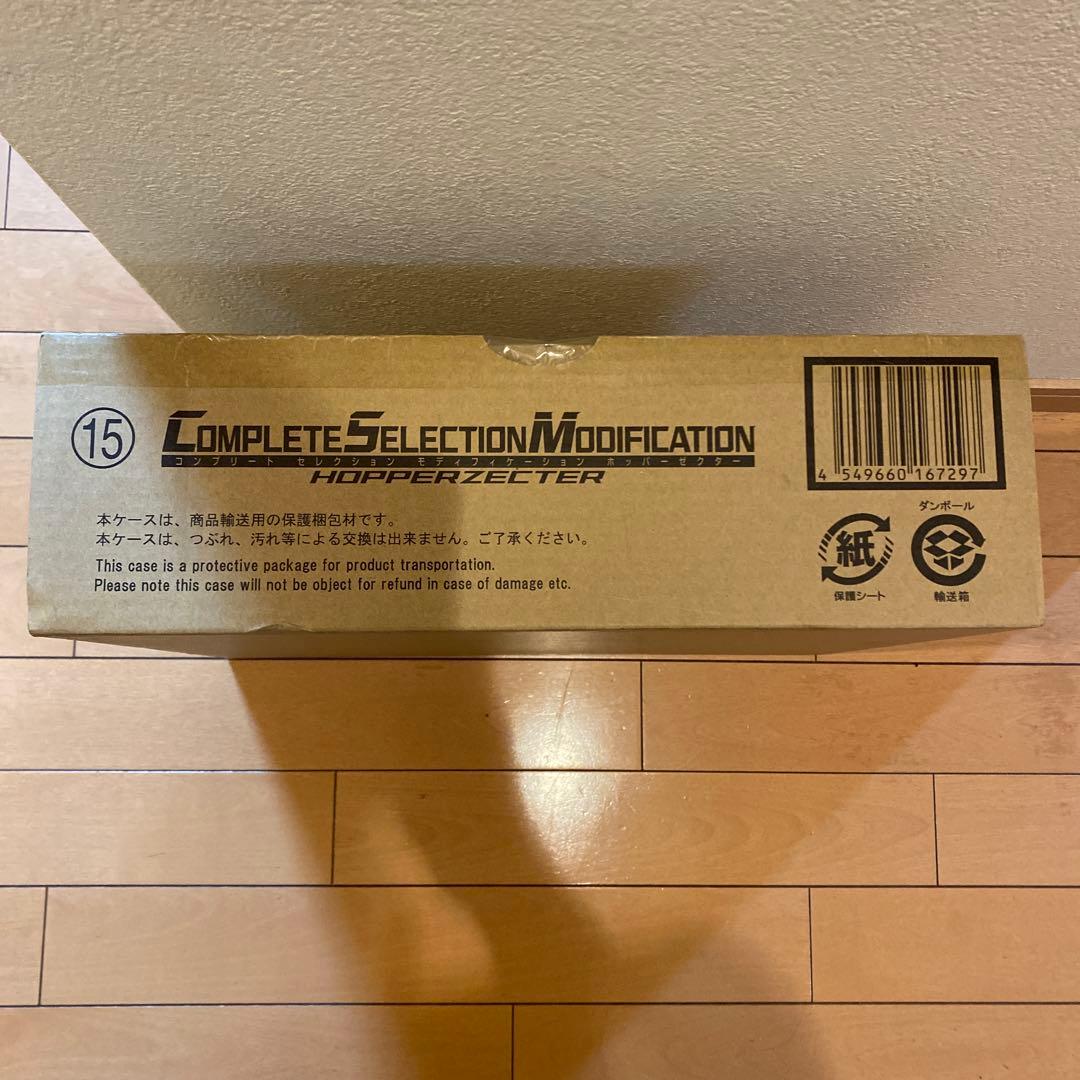 15
COMPLETE SELECTION MODIFICATION
コンプリート セレクション モディフィケーション ホッパーゼクター
HOPPERZECTER
本ケースは、商品輸送用の保護梱包材です。
本ケースは、つぶれ、汚れ等による交換は出来ません。ご了承ください。
This case is a protective package for product transportation.
Please note this case will not be object for refund in case of damage etc.
4 549660 167297
紙
保護シート
ダンボール
輸送箱